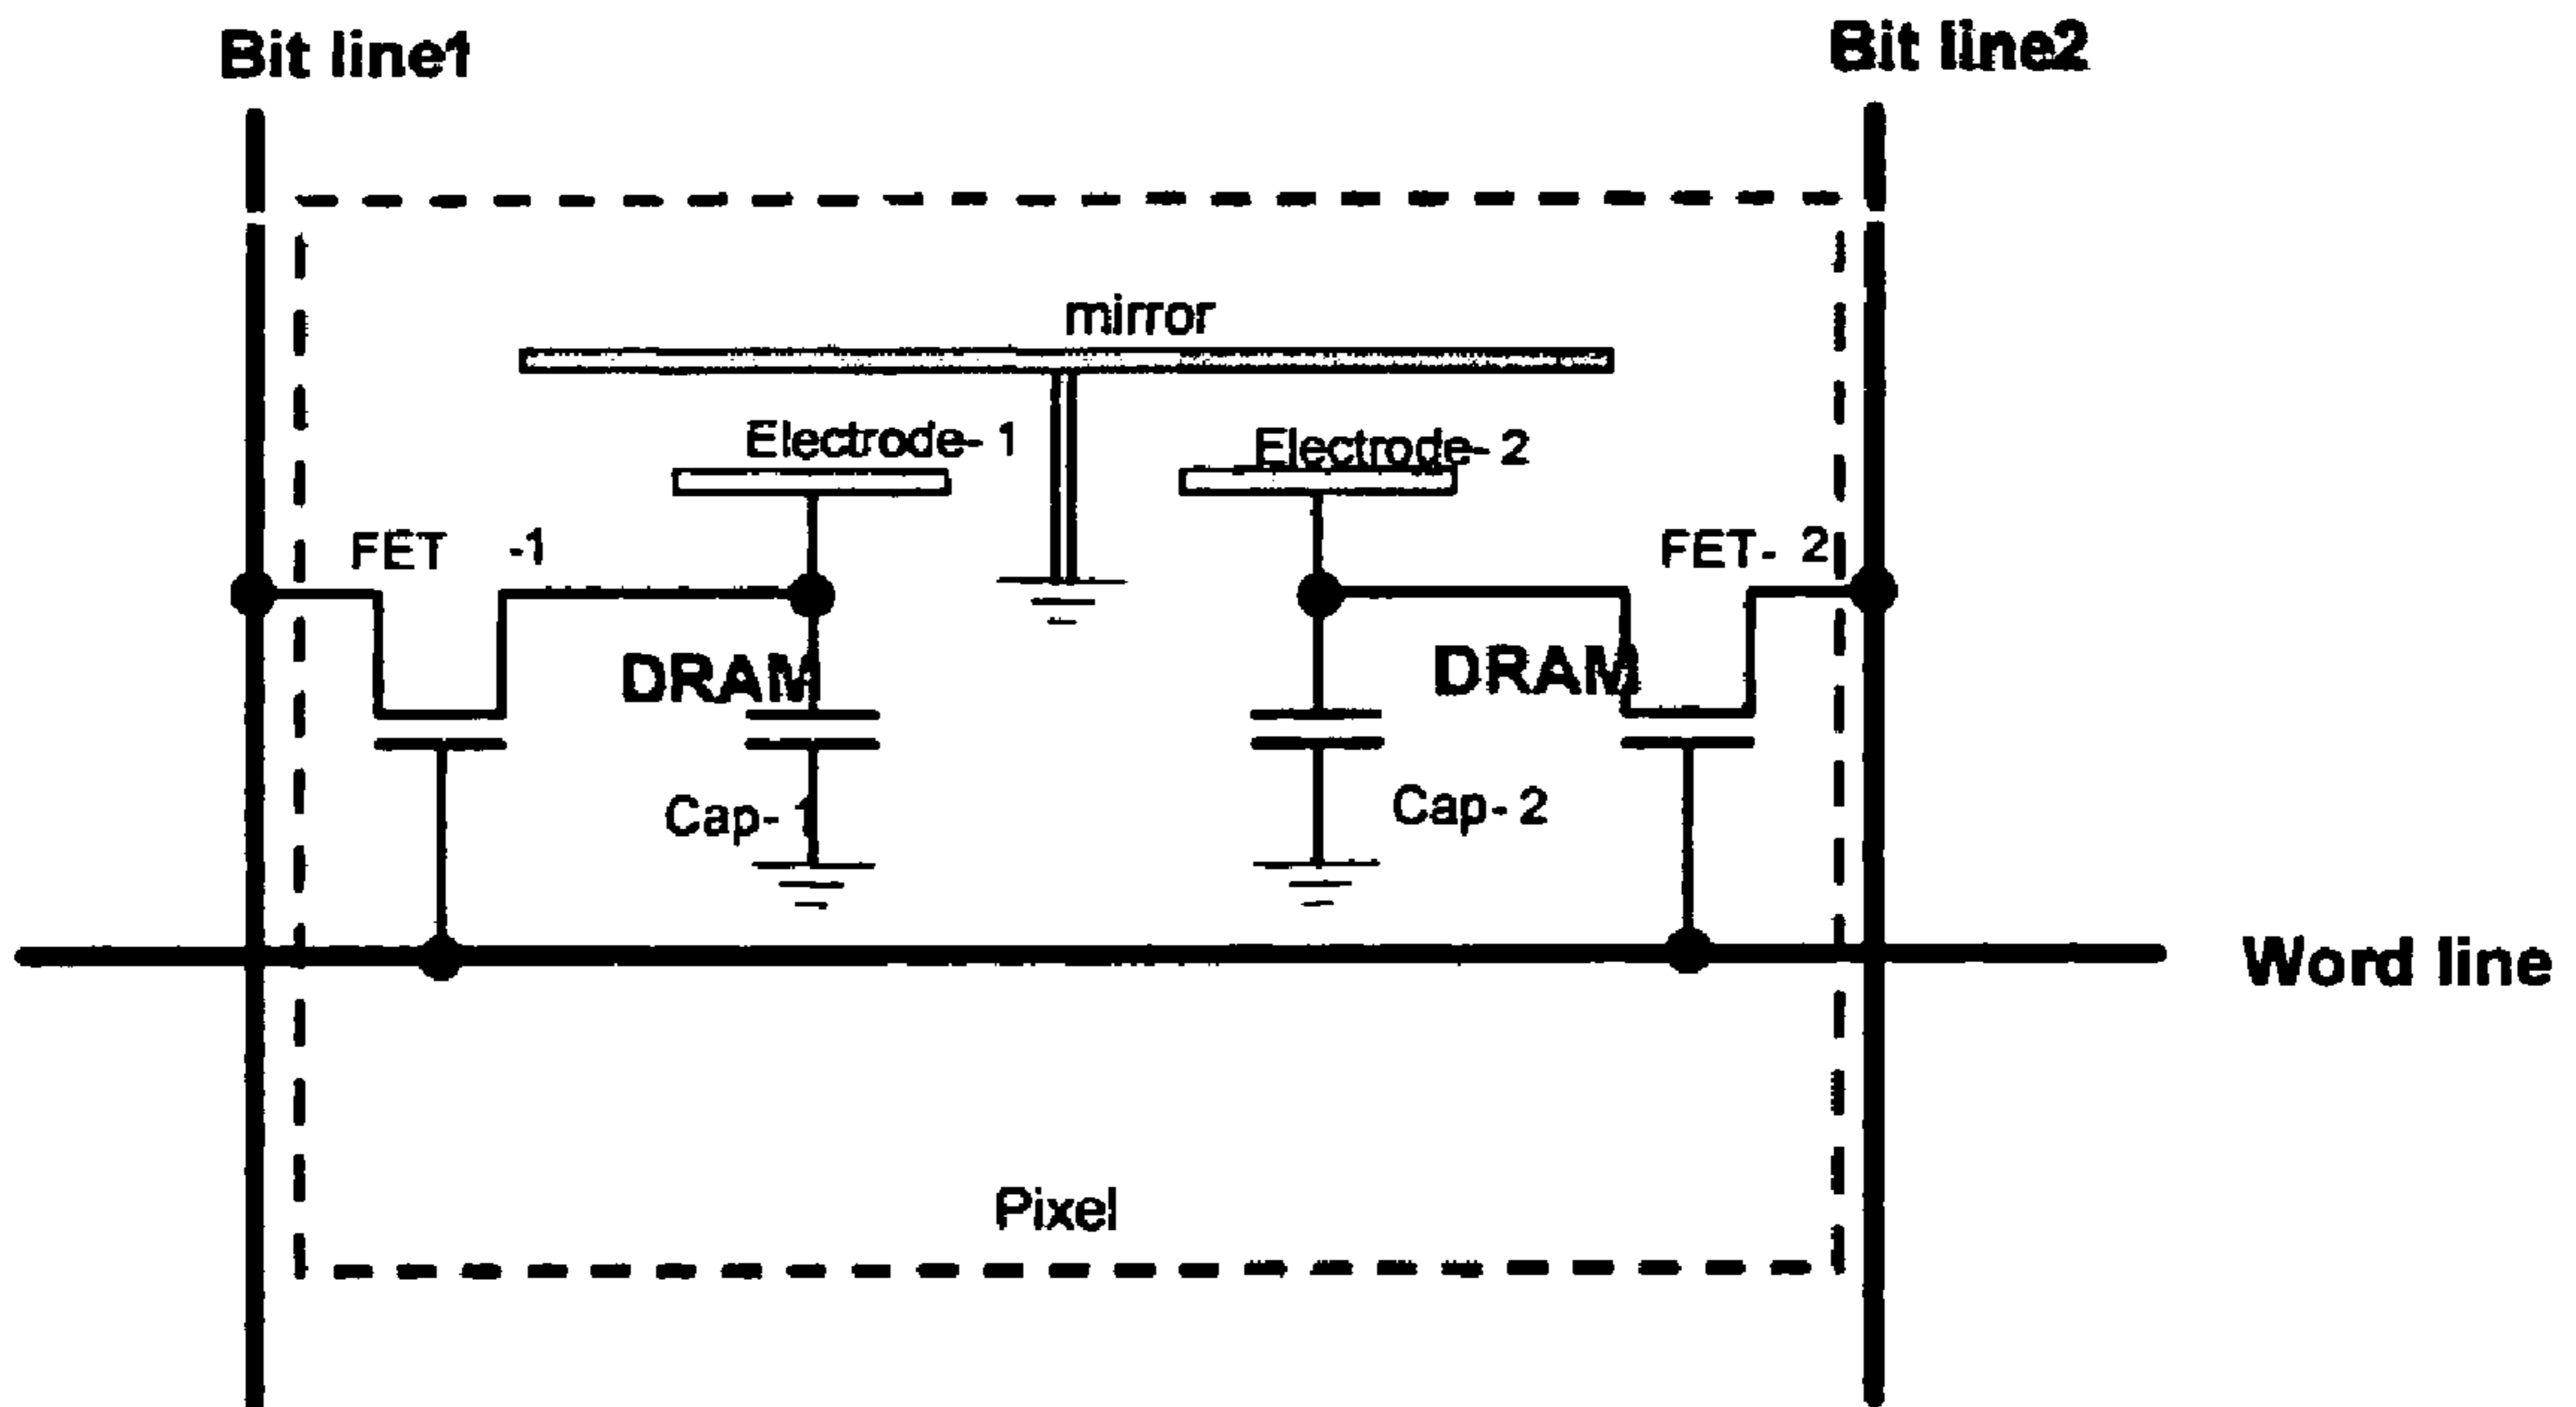 Bit line1
Bit line2
mirror
Electrode- 1
Electrode- 2
FET -1
FET- 2
DRAM
DRAM
Cap- 1
Cap- 2
Word line
Pixel